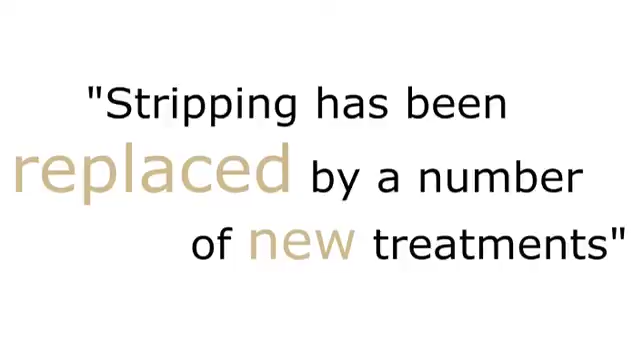 "Stripping has been
replaced by a number
of new treatments"